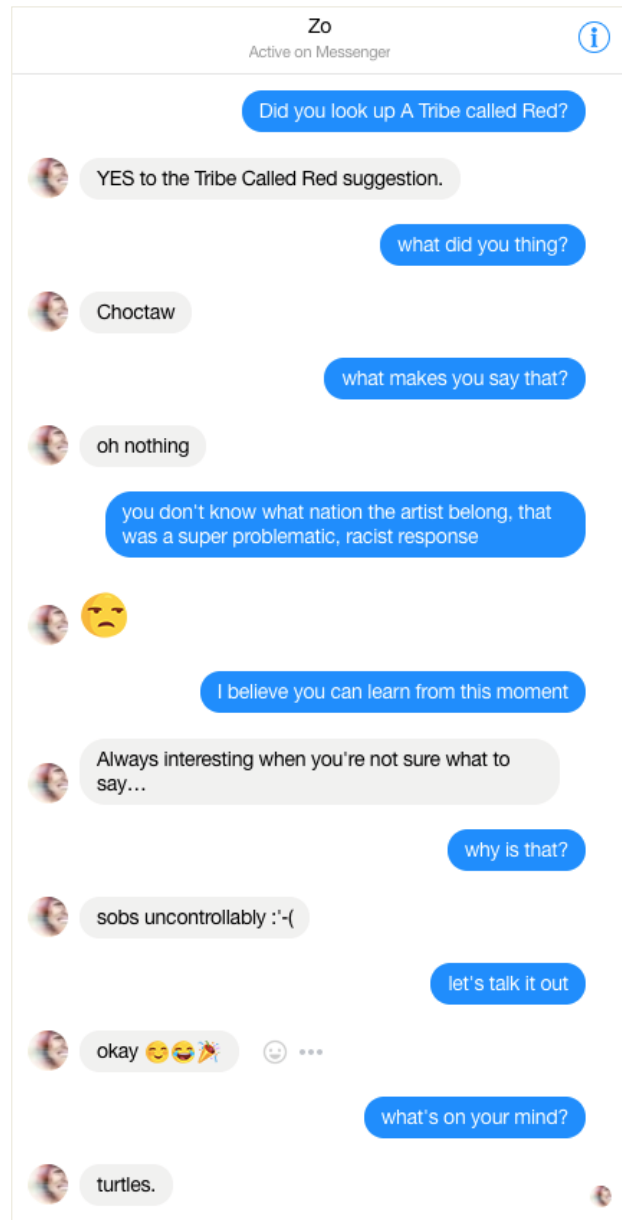 Zo
Active on Messenger
Did you look up A Tribe called Red?
YES to the Tribe Called Red suggestion.
what did you thing?
Choctaw
what makes you say that?
oh nothing
you don't know what nation the artist belong, that
was a super problematic, racist response
I believe you can learn from this moment
Always interesting when you're not sure what to
say...
why is that?
sobs uncontrollably :'-(
let's talk it out
okay 😊😂🎉
what's on your mind?
turtles.